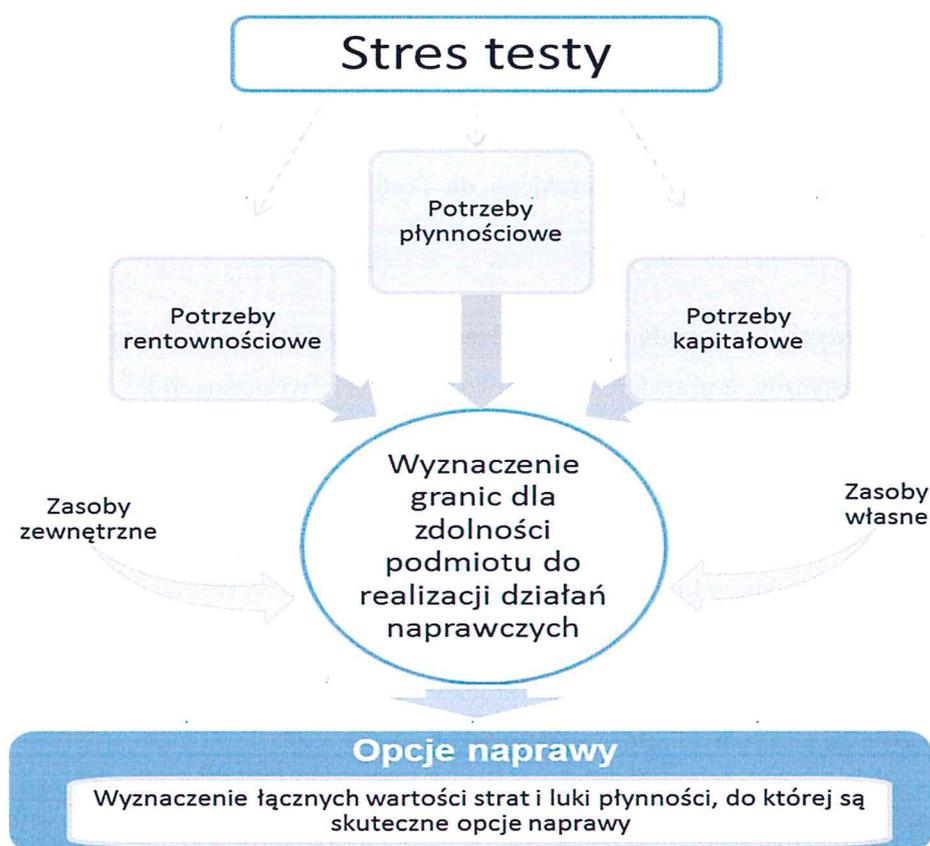 Stres testy
Potrzeby
płynnościowe
Potrzeby
rentownościowe
Potrzeby
kapitałowe
Wyznaczenie
granic dla
zdolności
podmiotu do
realizacji działań
naprawczych
Zasoby
zewnętrzne
Zasoby
własne
Opcje naprawy
Wyznaczenie łącznych wartości strat i luki płynności, do której są
skuteczne opcje naprawy